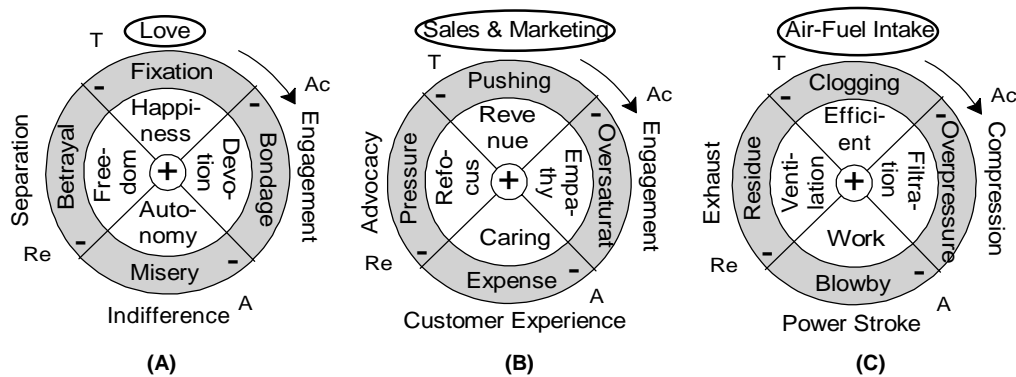 Love
T
Fixation
-
-
Ac
Happi-
ness
Separation
Betrayal
Free-
dom
+
Devo-
tion
Bondage
Engagement
Auto-
nomy
-
-
Re
Misery
A
Indifference
(A)
Sales & Marketing
T
Pushing
-
-
Ac
Reve
nue
Advocacy
Pressure
Refo-
cus
+
Empa-
thy
Oversaturat
Engagement
Caring
-
-
Re
Expense
A
Customer Experience
(B)
Air-Fuel Intake
T
Clogging
-
-
Ac
Effici-
ent
Exhaust
Residue
Venti-
lation
+
Filtra-
tion
Overpressure
Compression
Work
-
-
Re
Blowby
A
Power Stroke
(C)